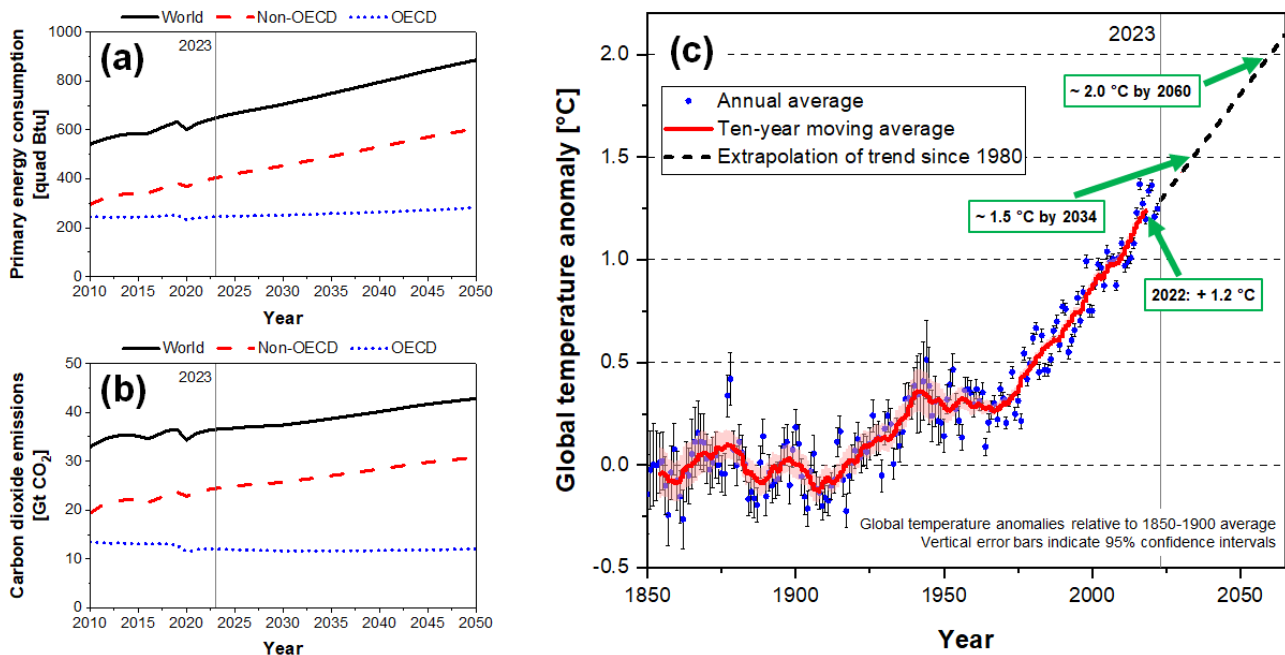 World Non-OECD OECD
2023
(a)
1000
800
600
400
200
0
Primary energy consumption
[quad Btu]
2010 2015 2020 2025 2030 2035 2040 2045 2050
Year
World Non-OECD OECD
2023
(b)
50
40
30
20
10
0
Carbon dioxide emissions
[Gt CO₂]
2010 2015 2020 2025 2030 2035 2040 2045 2050
Year
2023
(c)
2.0
1.5
1.0
0.5
0.0
-0.5
Global temperature anomaly [°C]
Annual average
Ten-year moving average
Extrapolation of trend since 1980
~ 2.0 °C by 2060
~ 1.5 °C by 2034
2022: + 1.2 °C
Global temperature anomalies relative to 1850-1900 average
Vertical error bars indicate 95% confidence intervals
1850 1900 1950 2000 2050
Year